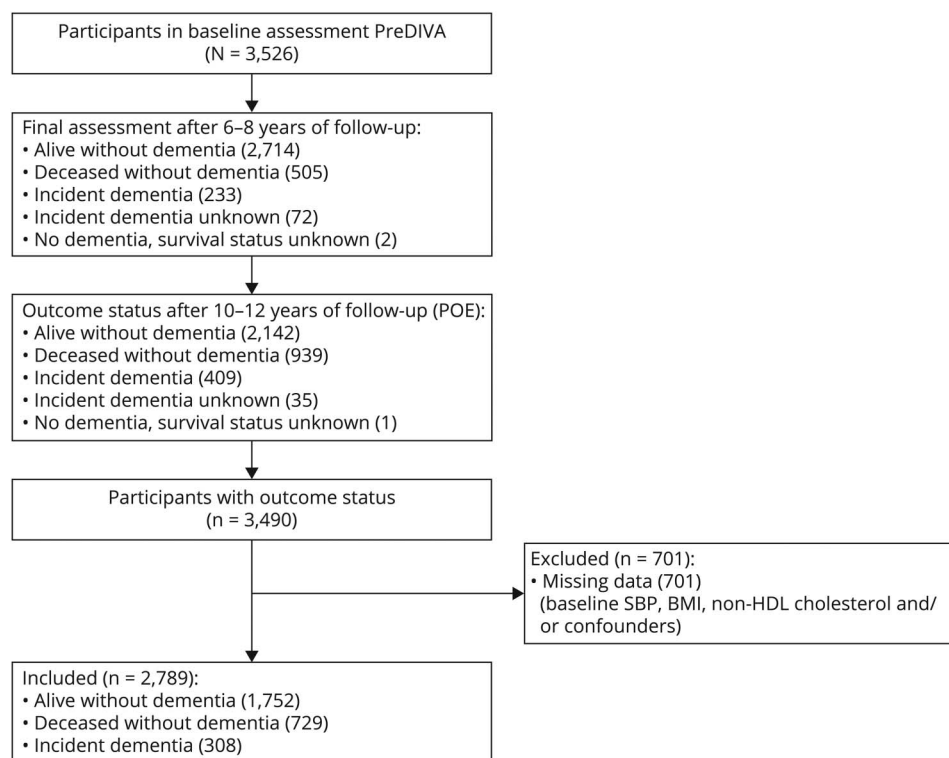 Participants in baseline assessment PreDIVA
(N = 3,526)
Final assessment after 6–8 years of follow-up:
• Alive without dementia (2,714)
• Deceased without dementia (505)
• Incident dementia (233)
• Incident dementia unknown (72)
• No dementia, survival status unknown (2)
Outcome status after 10–12 years of follow-up (POE):
• Alive without dementia (2,142)
• Deceased without dementia (939)
• Incident dementia (409)
• Incident dementia unknown (35)
• No dementia, survival status unknown (1)
Participants with outcome status
(n = 3,490)
Excluded (n = 701):
• Missing data (701)
(baseline SBP, BMI, non-HDL cholesterol and/
or confounders)
Included (n = 2,789):
• Alive without dementia (1,752)
• Deceased without dementia (729)
• Incident dementia (308)